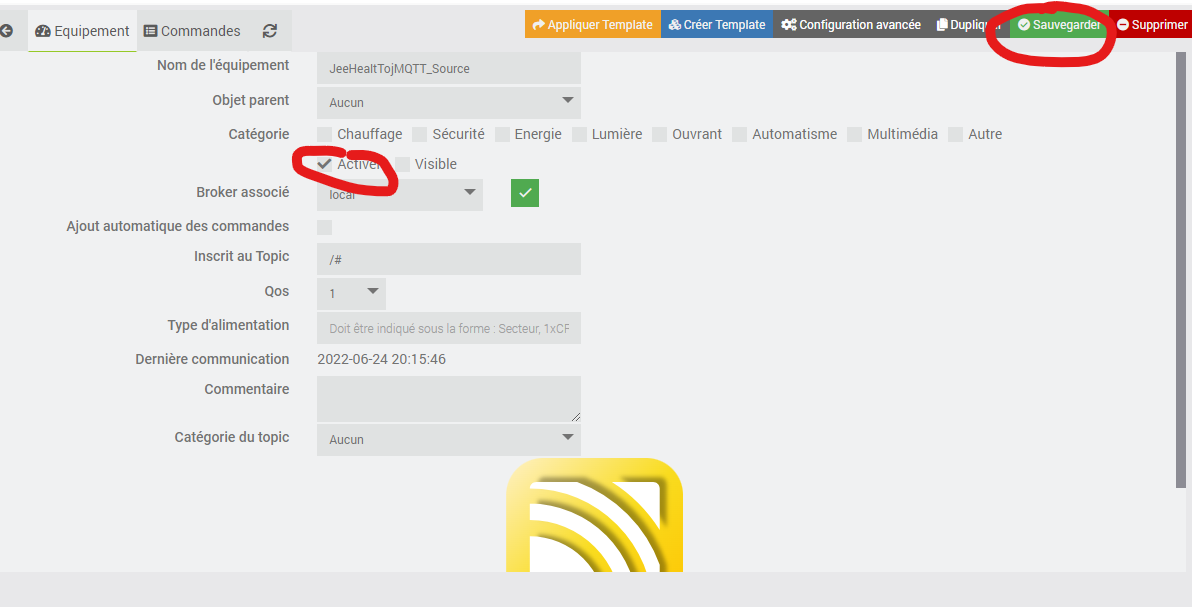 Equipement Commandes Appliquer Template Créer Template Configuration avancée Dupliquer Sauvegarder Supprimer
Nom de l'équipement JeeHealtTojMQTT_Source
Objet parent Aucun
Catégorie Chauffage Sécurité Energie Lumière Ouvrant Automatisme Multimédia Autre
Activer Visible
Broker associé local
Ajout automatique des commandes
Inscrit au Topic /#
Qos 1
Type d'alimentation Doit être indiqué sous la forme : Secteur, 1xCR
Dernière communication 2022-06-24 20:15:46
Commentaire
Catégorie du topic Aucun